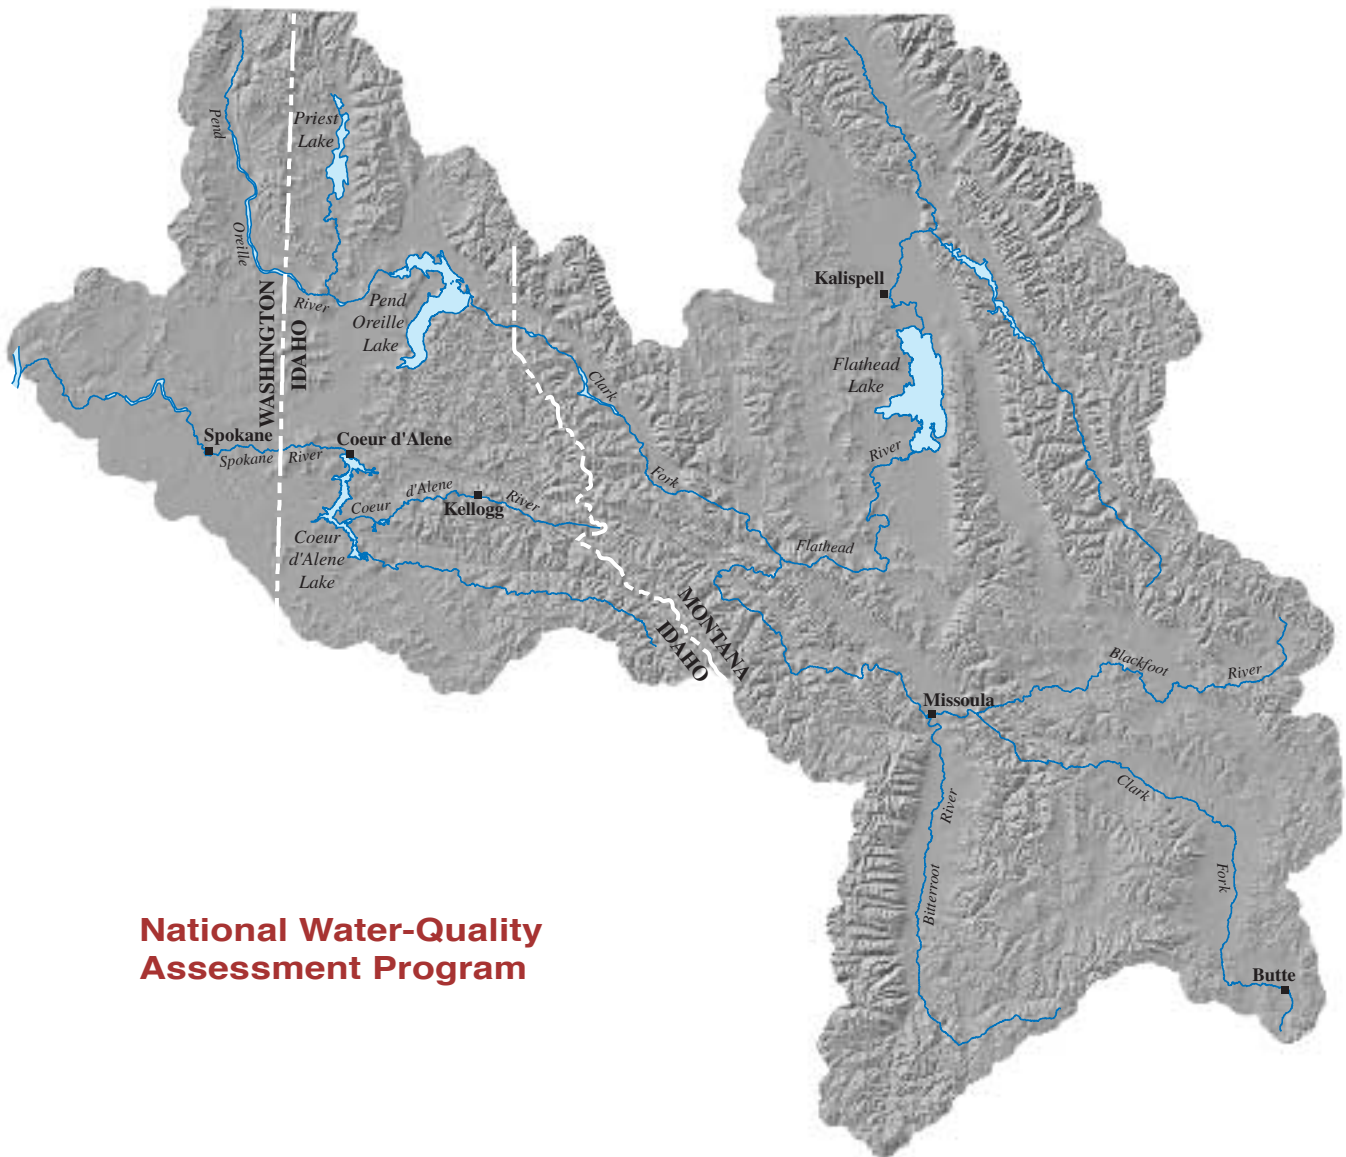 Priest
Lake
Pend
Oreille
River
Pend
Oreille
Lake
WASHINGTON
IDAHO
Kalispell
Flathead
Lake
River
Flathead
Clark
Fork
Spokane
Spokane River
Coeur d'Alene
Coeur d'Alene River
Kellogg
Coeur
d'Alene
Lake
MONTANA
IDAHO
Blackfoot River
Missoula
Clark
Fork
River
Bitterroot
Butte
National Water-Quality
Assessment Program